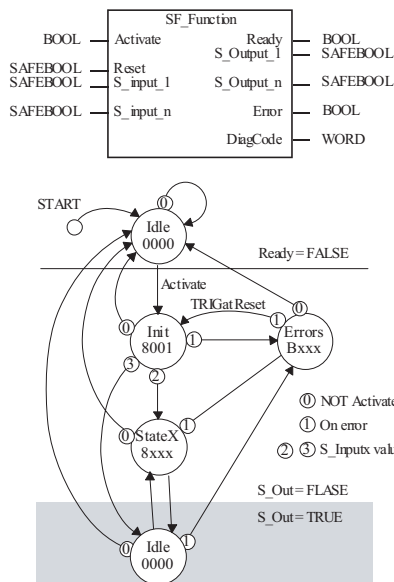 SF_Function
BOOL Activate Ready BOOL
S_Output_1 SAFEBOOL
SAFEBOOL Reset
SAFEBOOL S_input_1 S_Output_n SAFEBOOL
SAFEBOOL S_input_n Error BOOL
DiagCode WORD
START
0
Idle
0000
Ready = FALSE
Activate
TRIGatReset
0 1 0
Init
8001
1
Errors
Bxxx
3
2
0 NOT Activate
1 On error
2 3 S_Inputx valu
0 StateX 1
8xxx
S_Out = FLASE
S_Out = TRUE
0 Idle 1
0000